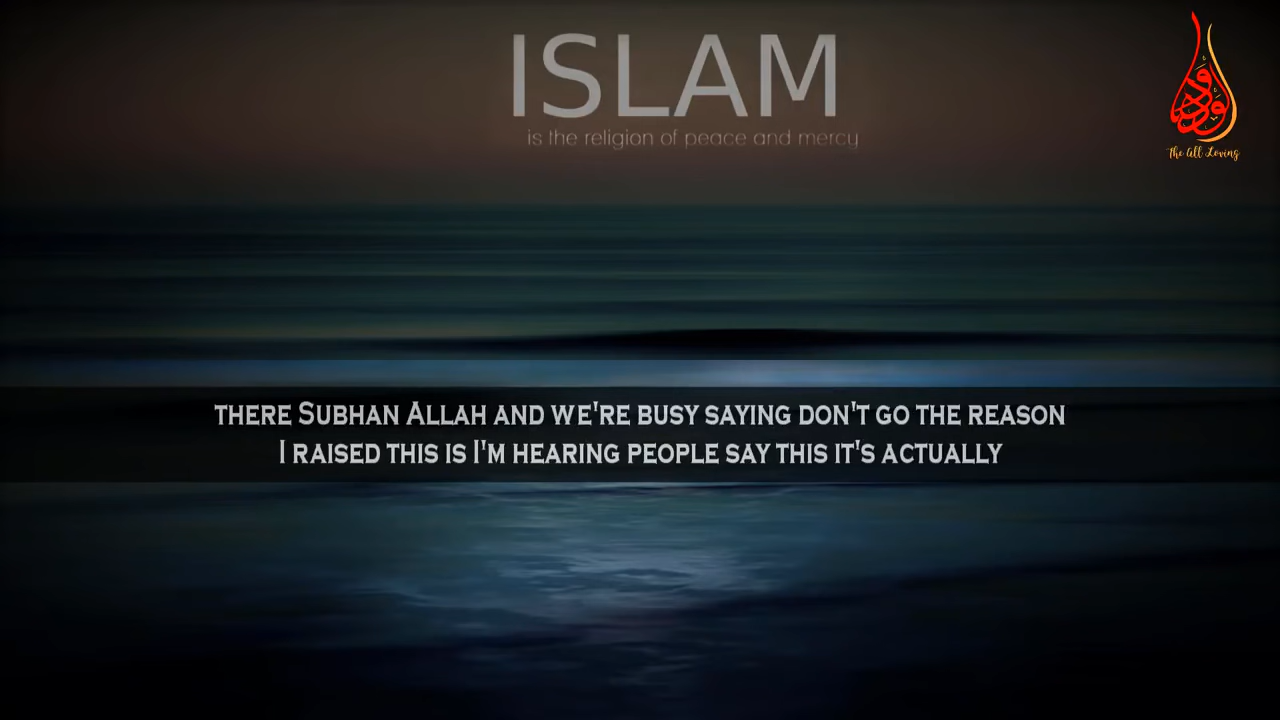 ISLAM
is the religion of peace and mercy
الودود
The All Loving
THERE SUBHAN ALLAH AND WE'RE BUSY SAYING DON'T GO THE REASON
I RAISED THIS IS I'M HEARING PEOPLE SAY THIS IT'S ACTUALLY